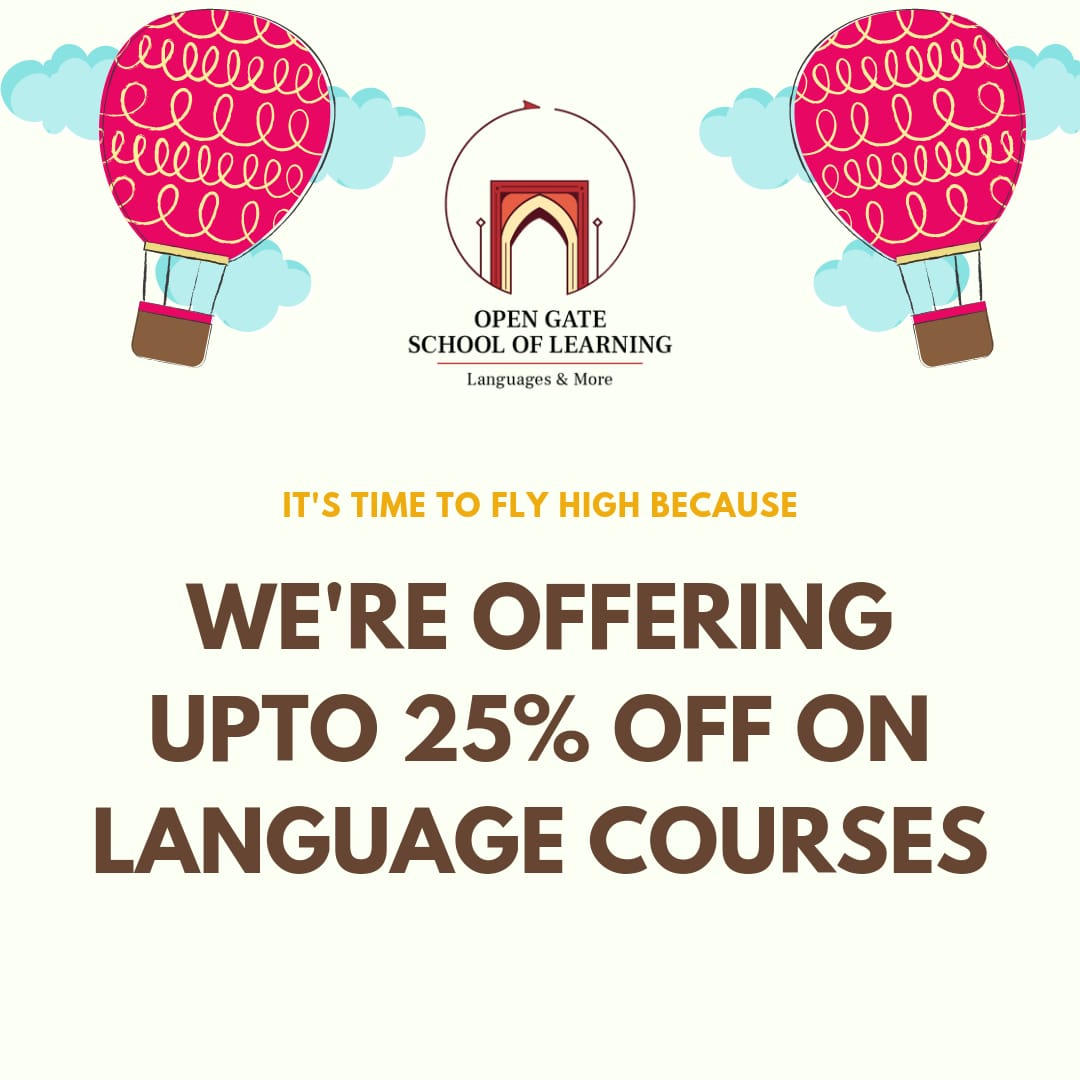 OPEN GATE
SCHOOL OF LEARNING
Languages & More
IT'S TIME TO FLY HIGH BECAUSE
WE'RE OFFERING
UPTO 25% OFF ON
LANGUAGE COURSES